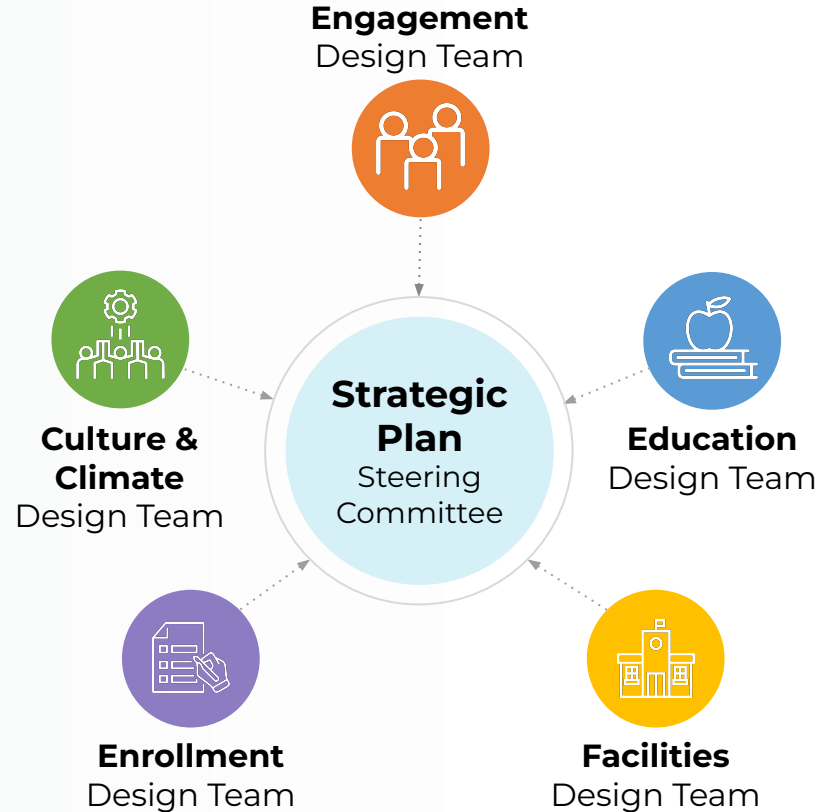 Engagement
Design Team
Culture &
Climate
Design Team
Strategic
Plan
Steering
Committee
Education
Design Team
Enrollment
Design Team
Facilities
Design Team